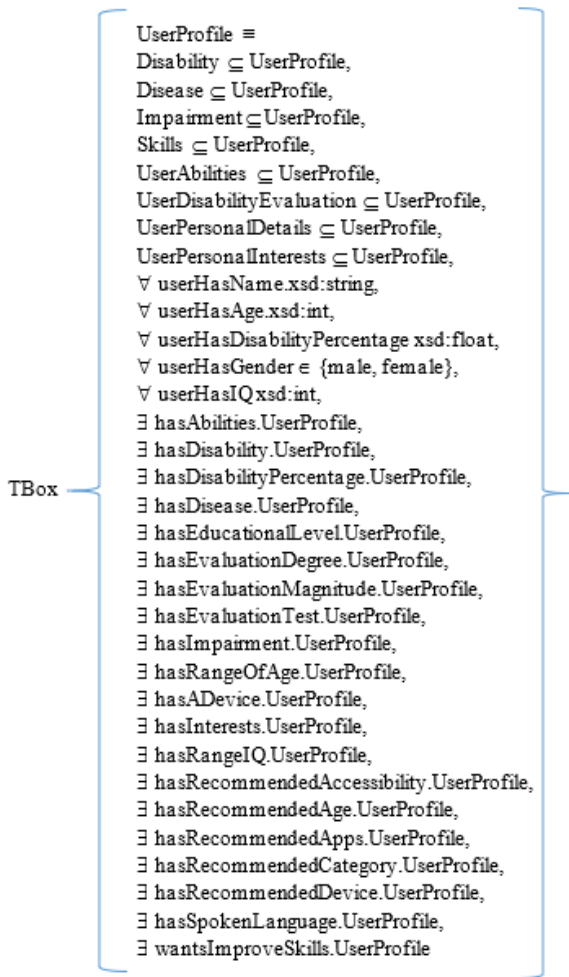 UserProfile ≡
Disability ⊆ UserProfile,
Disease ⊆ UserProfile,
Impairment ⊆ UserProfile,
Skills ⊆ UserProfile,
UserAbilities ⊆ UserProfile,
UserDisabilityEvaluation ⊆ UserProfile,
UserPersonalDetails ⊆ UserProfile,
UserPersonalInterests ⊆ UserProfile,
∀ userHasName.xsd:string,
∀ userHasAge.xsd:int,
∀ userHasDisabilityPercentage xsd:float,
∀ userHasGender ∈ {male, female},
∀ userHasIQ xsd:int,
∃ hasAbilities.UserProfile,
∃ hasDisability.UserProfile,
∃ hasDisabilityPercentage.UserProfile,
TBox
∃ hasDisease.UserProfile,
∃ hasEducationalLevel.UserProfile,
∃ hasEvaluationDegree.UserProfile,
∃ hasEvaluationMagnitude.UserProfile,
∃ hasEvaluationTest.UserProfile,
∃ hasImpairment.UserProfile,
∃ hasRangeOfAge.UserProfile,
∃ hasADevice.UserProfile,
∃ hasInterests.UserProfile,
∃ hasRangeIQ.UserProfile,
∃ hasRecommendedAccessibility.UserProfile,
∃ hasRecommendedAge.UserProfile,
∃ hasRecommendedApps.UserProfile,
∃ hasRecommendedCategory.UserProfile,
∃ hasRecommendedDevice.UserProfile,
∃ hasSpokenLanguage.UserProfile,
∃ wantsImproveSkills.UserProfile